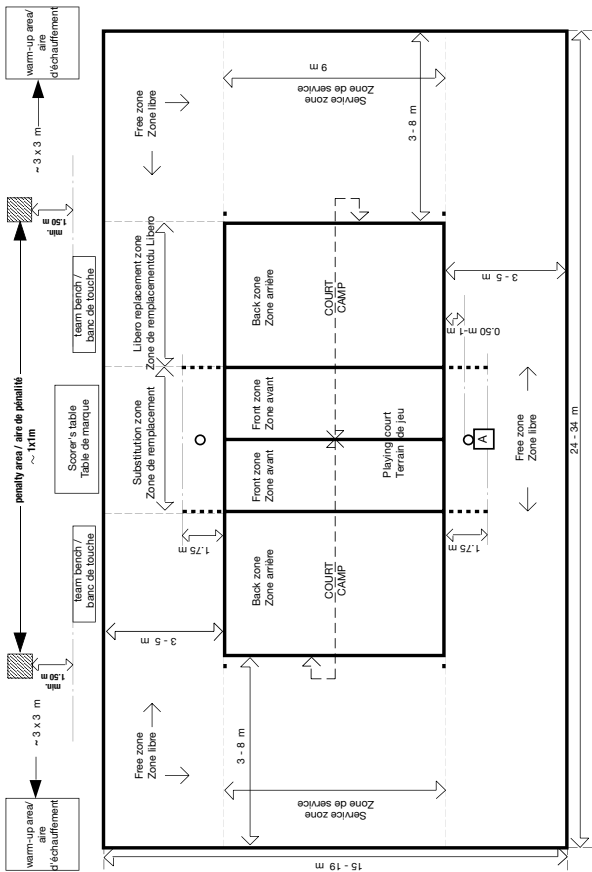 warm-up area/
aire
d'échauffement
~ 3 x 3 m
1.50 m
min.
penalty area / aire de pénalité
~ 1x1m
1.50 m
min.
~ 3 x 3 m
warm-up area/
aire
d'échauffement
team bench /
banc de touche
Scorer's table
Table de marque
team bench /
banc de touche
Free zone
Zone libre
3 - 5 m
Substitution zone
Zone de remplacement
Libero replacement zone
Zone de remplacementdu Libero
Free zone
Zone libre
1.75 m
3 - 8 m
Service zone
Zone de service
Back zone
Zone arrière
Front zone
Zone avant
Front zone
Zone avant
Back zone
Zone arrière
9 m
Service zone
Zone de service
3 - 8 m
COURT
CAMP
COURT
CAMP
Playing court
Terrain de jeu
1.75 m
A
0.50 m-1 m
3 - 5 m
Free zone
Zone libre
15 - 19 m
24 - 34 m